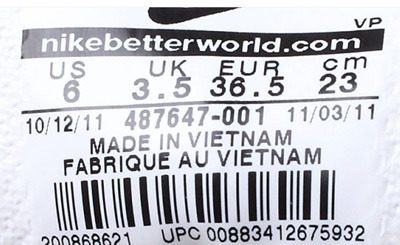 VP
nikebetterworld.com
US UK EUR cm
6 3.5 36.5 23
10/12/11 487647-001 11/03/11
MADE IN VIETNAM
FABRIQUE AU VIETNAM
200868621 UPC 00883412675932